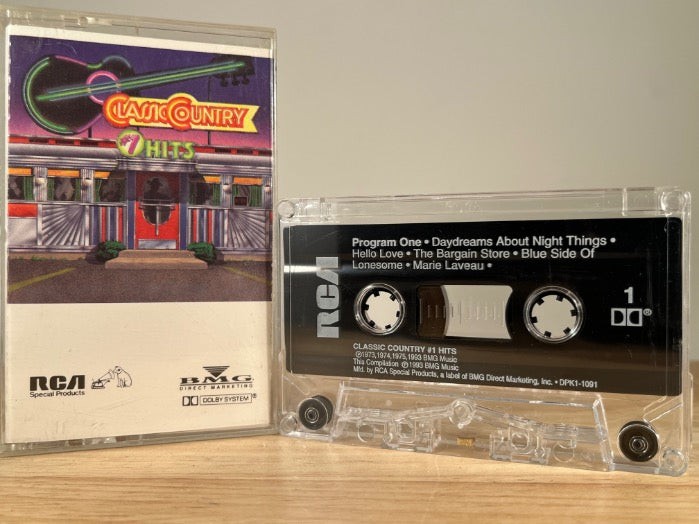 CLASSIC COUNTRY
#1 HITS
RCA
Special Products
BMG
DIRECT MARKETING
DOLBY SYSTEM®
RCA
Program One • Daydreams About Night Things •
Hello Love • The Bargain Store • Blue Side Of
Lonesome • Marie Laveau •
1
®
CLASSIC COUNTRY #1 HITS
℗1973,1974,1975,1993 BMG Music
This Compilation ℗ 1993 BMG Music
Mfd. by RCA Special Products, a label of BMG Direct Marketing, Inc. • DPK1-1091